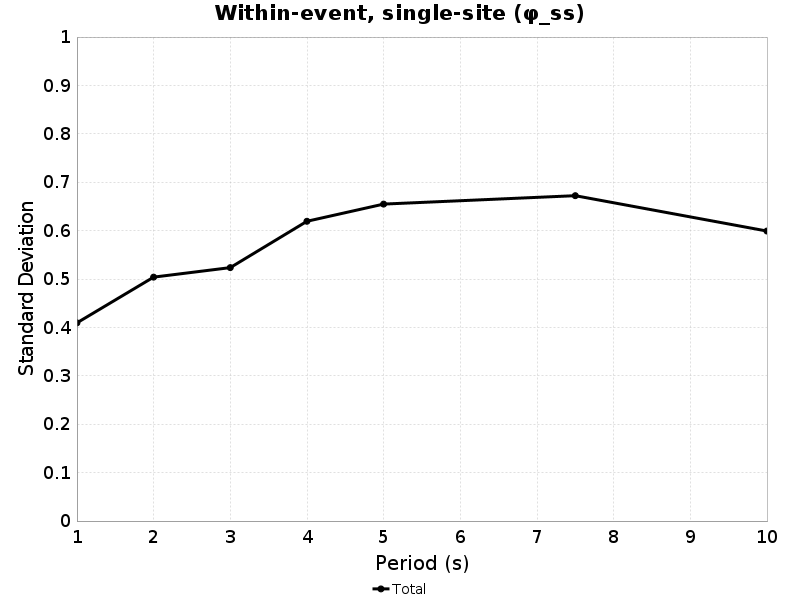 Within-event, single-site (φ_ss)
1
0.9
0.8
0.7
0.6
0.5
0.4
0.3
0.2
0.1
0
Standard Deviation
1 2 3 4 5 6 7 8 9 10
Period (s)
Total